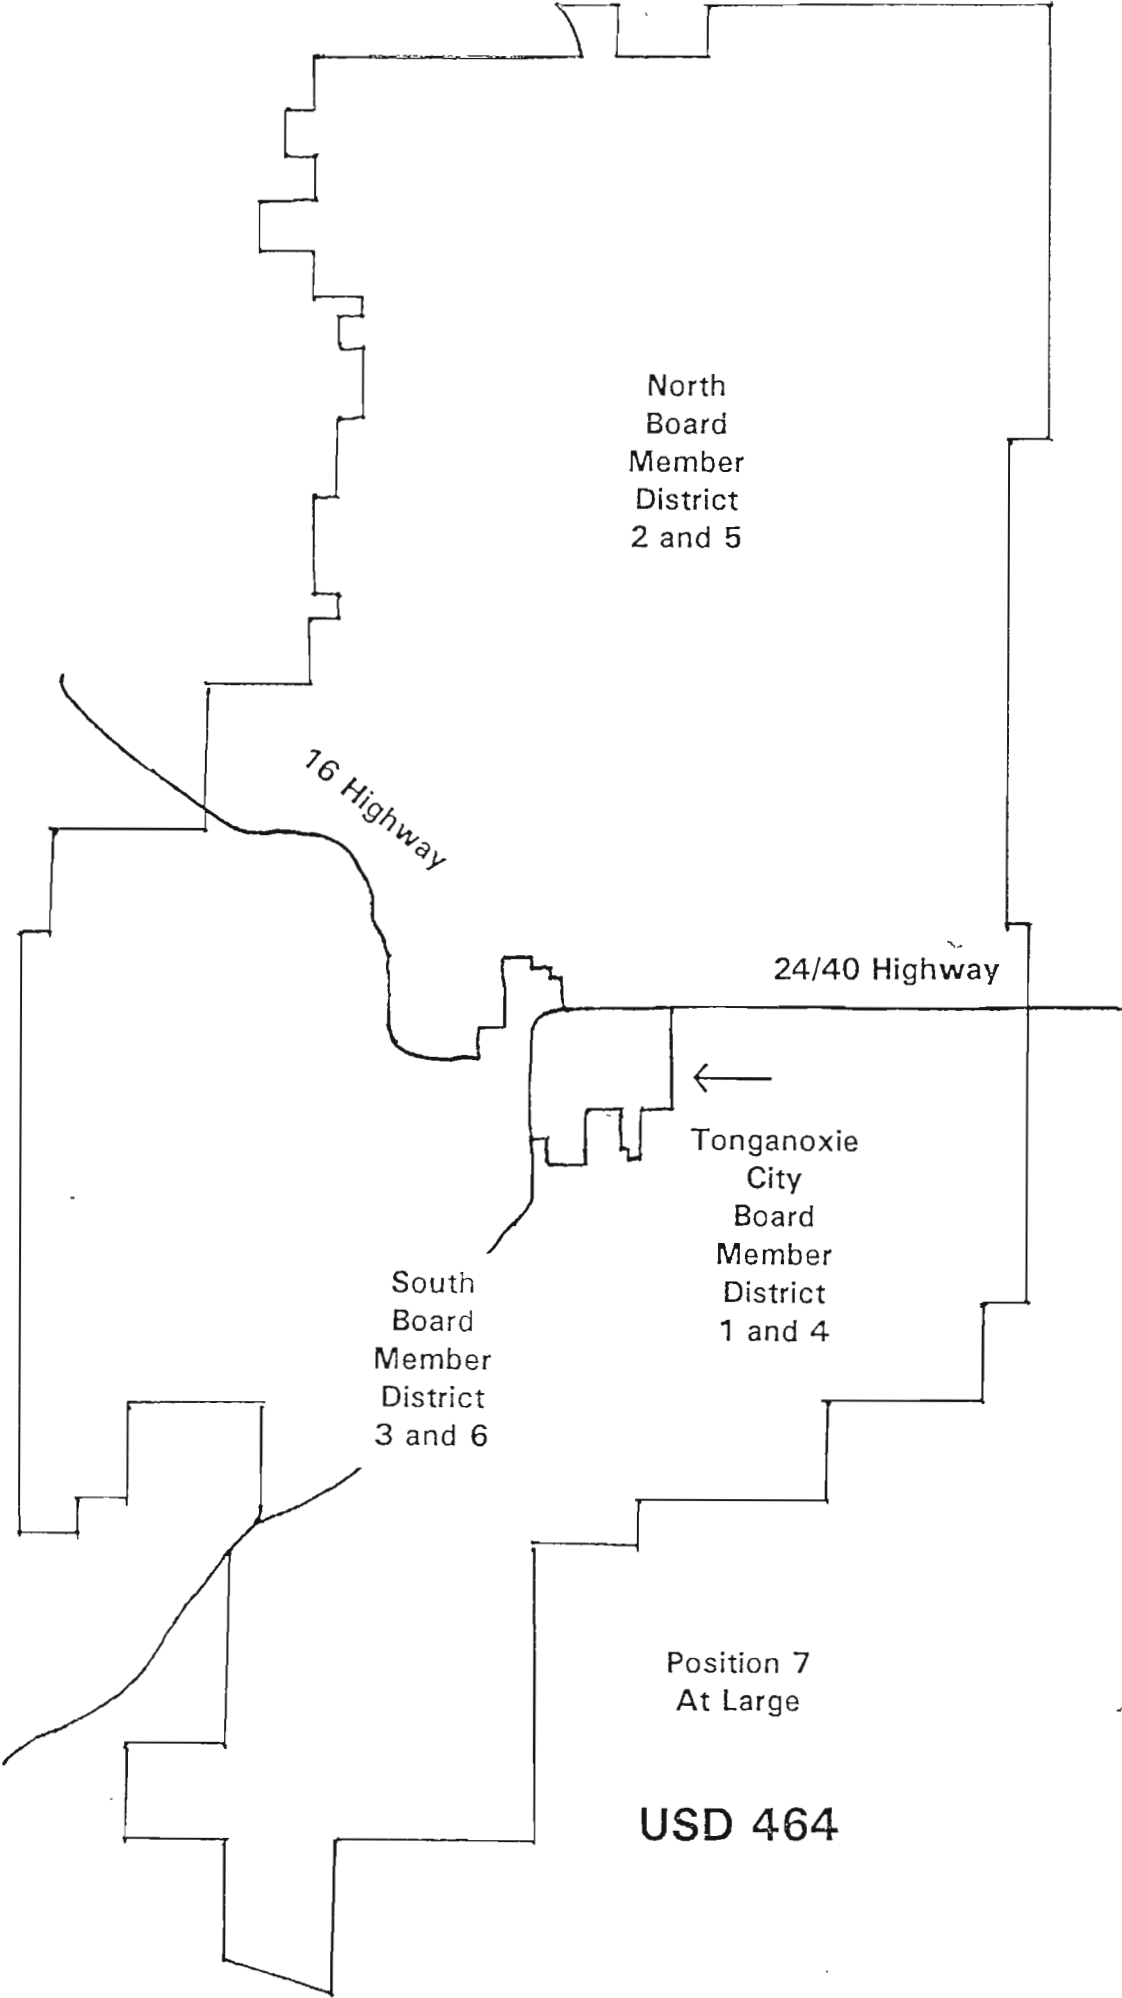 North
Board
Member
District
2 and 5
16 Highway
24/40 Highway
Tonganoxie
City
Board
Member
District
1 and 4
South
Board
Member
District
3 and 6
Position 7
At Large
USD 464